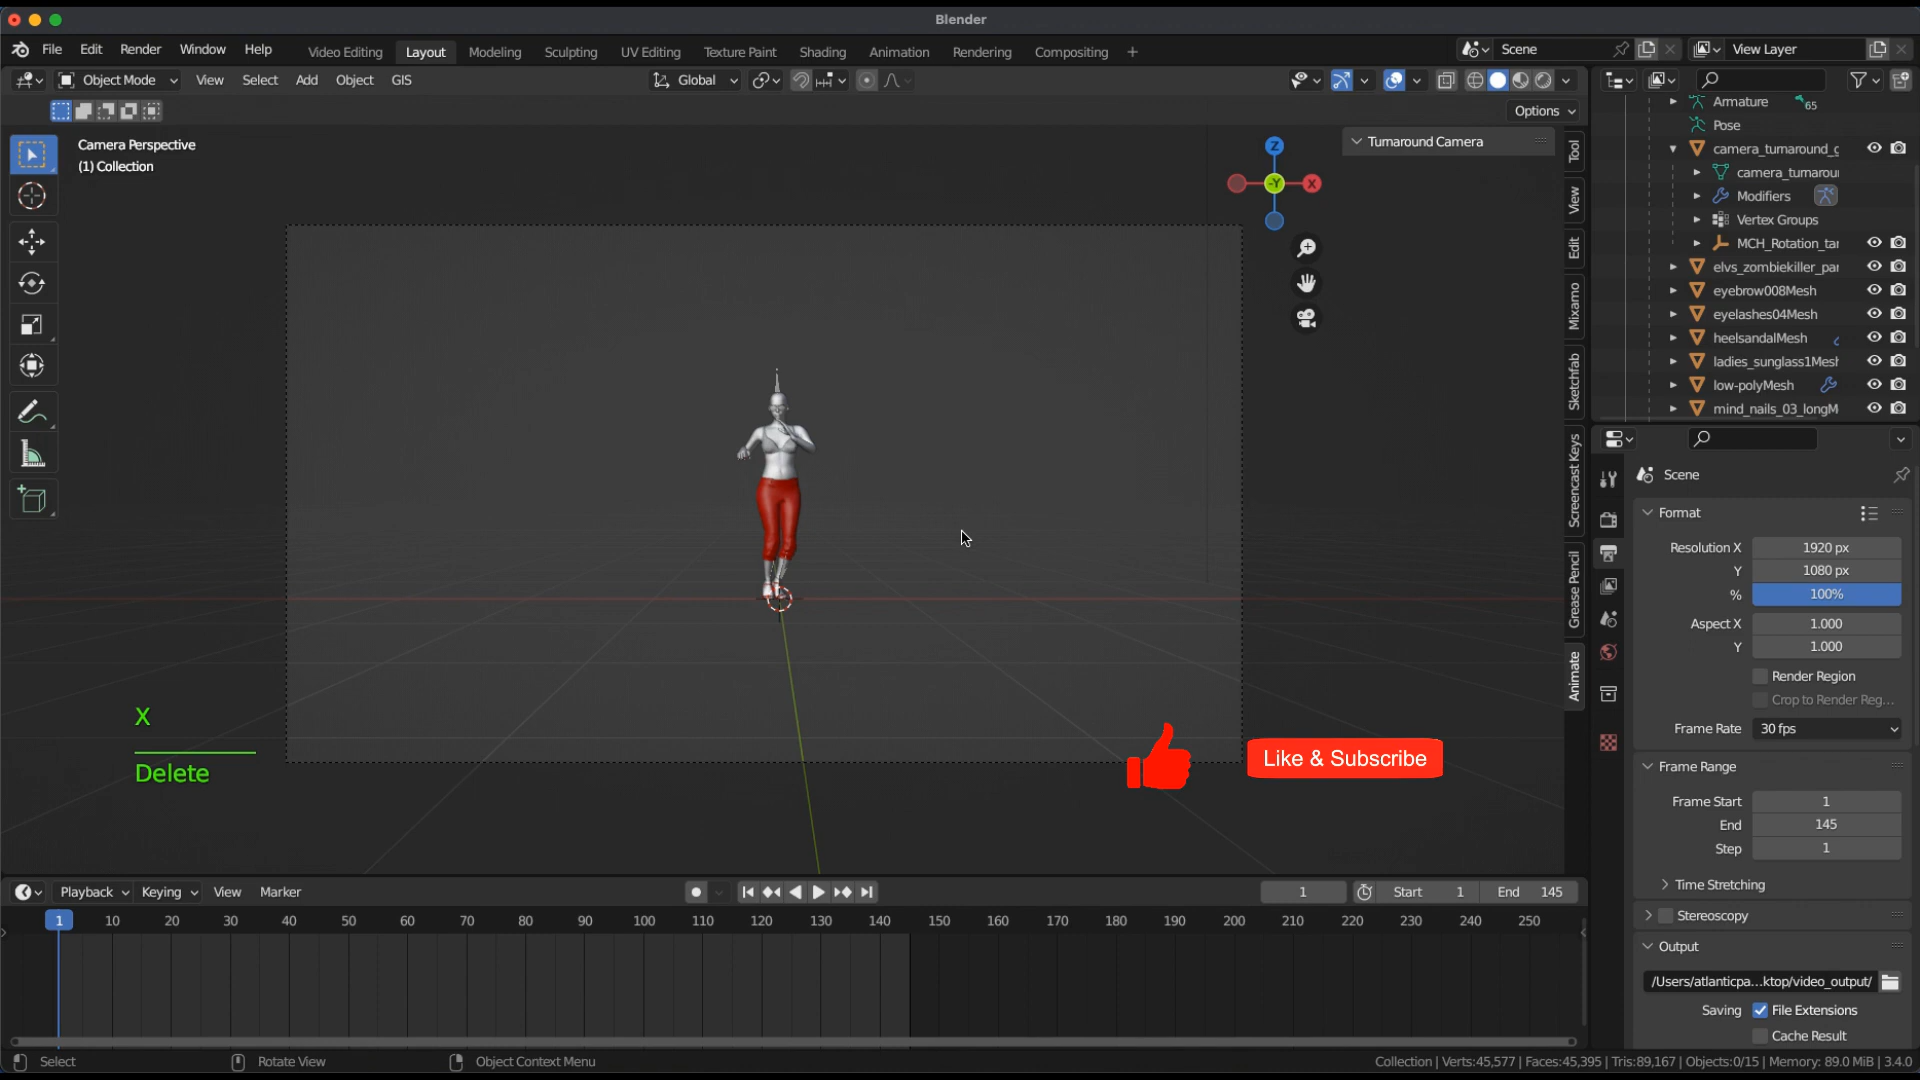 Blender
File Edit Render Window Help Video Editing Layout Modeling Sculpting UV Editing Texture Paint Shading Animation Rendering Compositing + Scene View Layer
Object Mode View Select Add Object GIS Global
Options
Camera Perspective
(1) Collection
Turnaround Camera
Z
-Y
X
Tool
View
Edit
Mixamo
Sketchfab
Screencast Keys
Grease Pencil
Animate
Armature 65
Pose
camera_turnaround_c
camera_turnarou
Modifiers
Vertex Groups
MCH_Rotation_tar
elvs_zombiekiller_par
eyebrow008Mesh
eyelashes04Mesh
heelsandalMesh
ladies_sunglass1Mesh
low-polyMesh
mind_nails_03_longM
Scene
Format
Resolution X 1920 px
Y 1080 px
% 100%
Aspect X 1.000
Y 1.000
Render Region
Crop to Render Reg...
Frame Rate 30 fps
Frame Range
Frame Start 1
End 145
Step 1
Time Stretching
Stereoscopy
Output
/Users/atlanticpa...ktop/video_output/
Saving File Extensions
Cache Result
X
Delete
Like & Subscribe
Playback Keying View Marker 1 Start 1 End 145
1 10 20 30 40 50 60 70 80 90 100 110 120 130 140 150 160 170 180 190 200 210 220 230 240 250
Select Rotate View Object Context Menu Collection | Verts:45,577 | Faces:45,395 | Tris:89,167 | Objects:0/15 | Memory: 89.0 MiB | 3.4.0